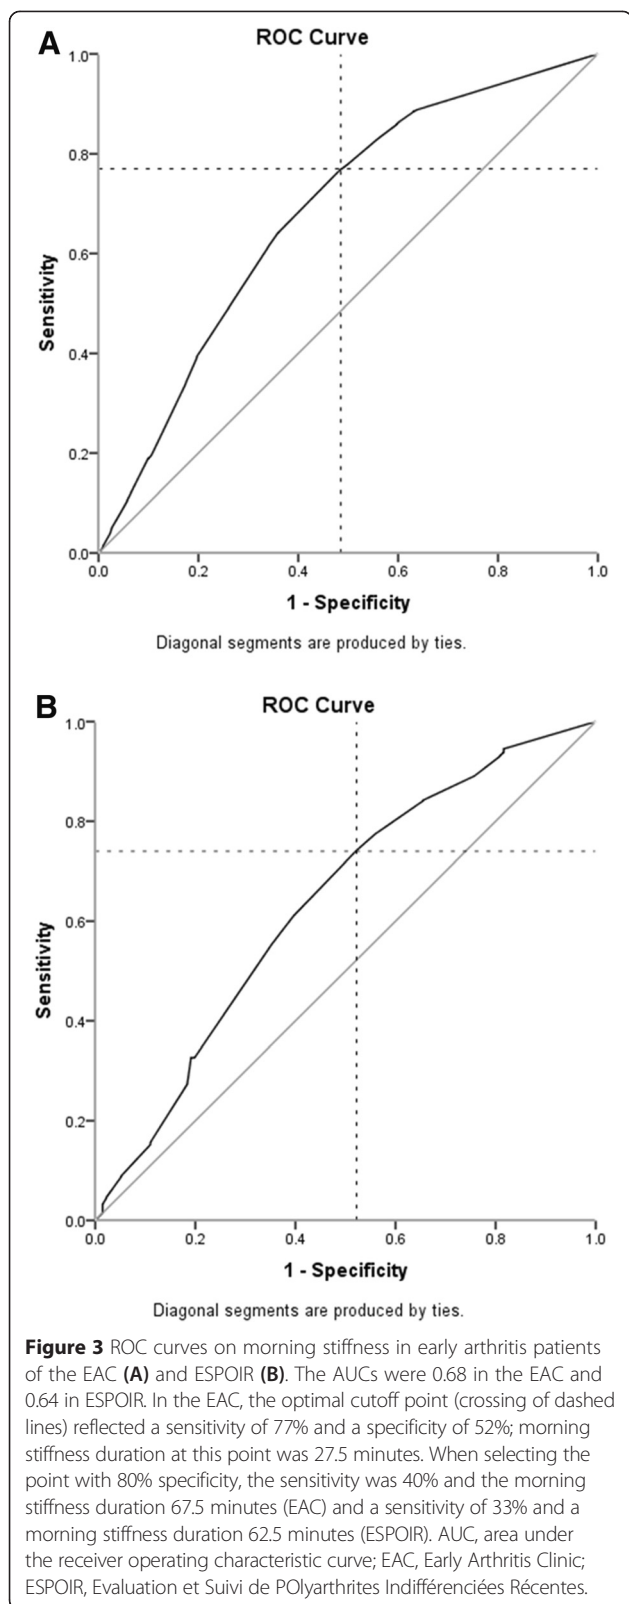 A
ROC Curve
1.0
0.8
0.6
0.4
0.2
0.0
Sensitivity
0.0 0.2 0.4 0.6 0.8 1.0
1 - Specificity
Diagonal segments are produced by ties.
B
ROC Curve
1.0
0.8
0.6
0.4
0.2
0.0
Sensitivity
0.0 0.2 0.4 0.6 0.8 1.0
1 - Specificity
Diagonal segments are produced by ties.
Figure 3 ROC curves on morning stiffness in early arthritis patients
of the EAC (A) and ESPOIR (B). The AUCs were 0.68 in the EAC and
0.64 in ESPOIR. In the EAC, the optimal cutoff point (crossing of dashed
lines) reflected a sensitivity of 77% and a specificity of 52%; morning
stiffness duration at this point was 27.5 minutes. When selecting the
point with 80% specificity, the sensitivity was 40% and the morning
stiffness duration 67.5 minutes (EAC) and a sensitivity of 33% and a
morning stiffness duration 62.5 minutes (ESPOIR). AUC, area under
the receiver operating characteristic curve; EAC, Early Arthritis Clinic;
ESPOIR, Evaluation et Suivi de POlyarthrites Indifférenciées Récentes.